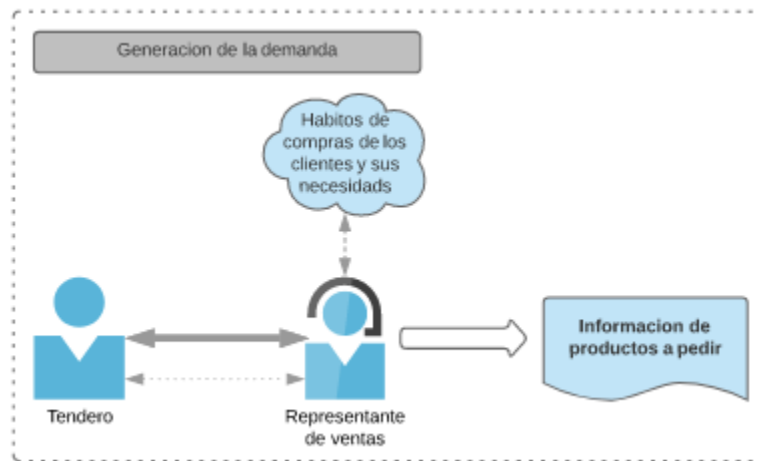 Generacion de la demanda
Habitos de
compras de los
clientes y sus
necesidads
Informacion de
productos a pedir
Tendero
Representante
de ventas